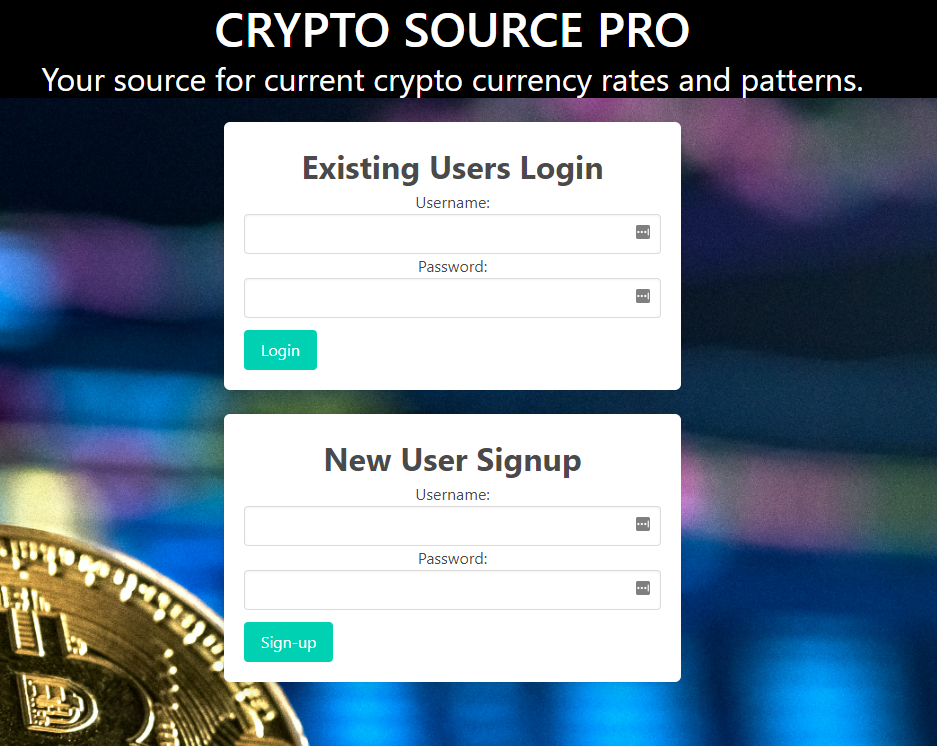 CRYPTO SOURCE PRO
Your source for current crypto currency rates and patterns.
Existing Users Login
Username:
Password:
Login
New User Signup
Username:
Password:
Sign-up